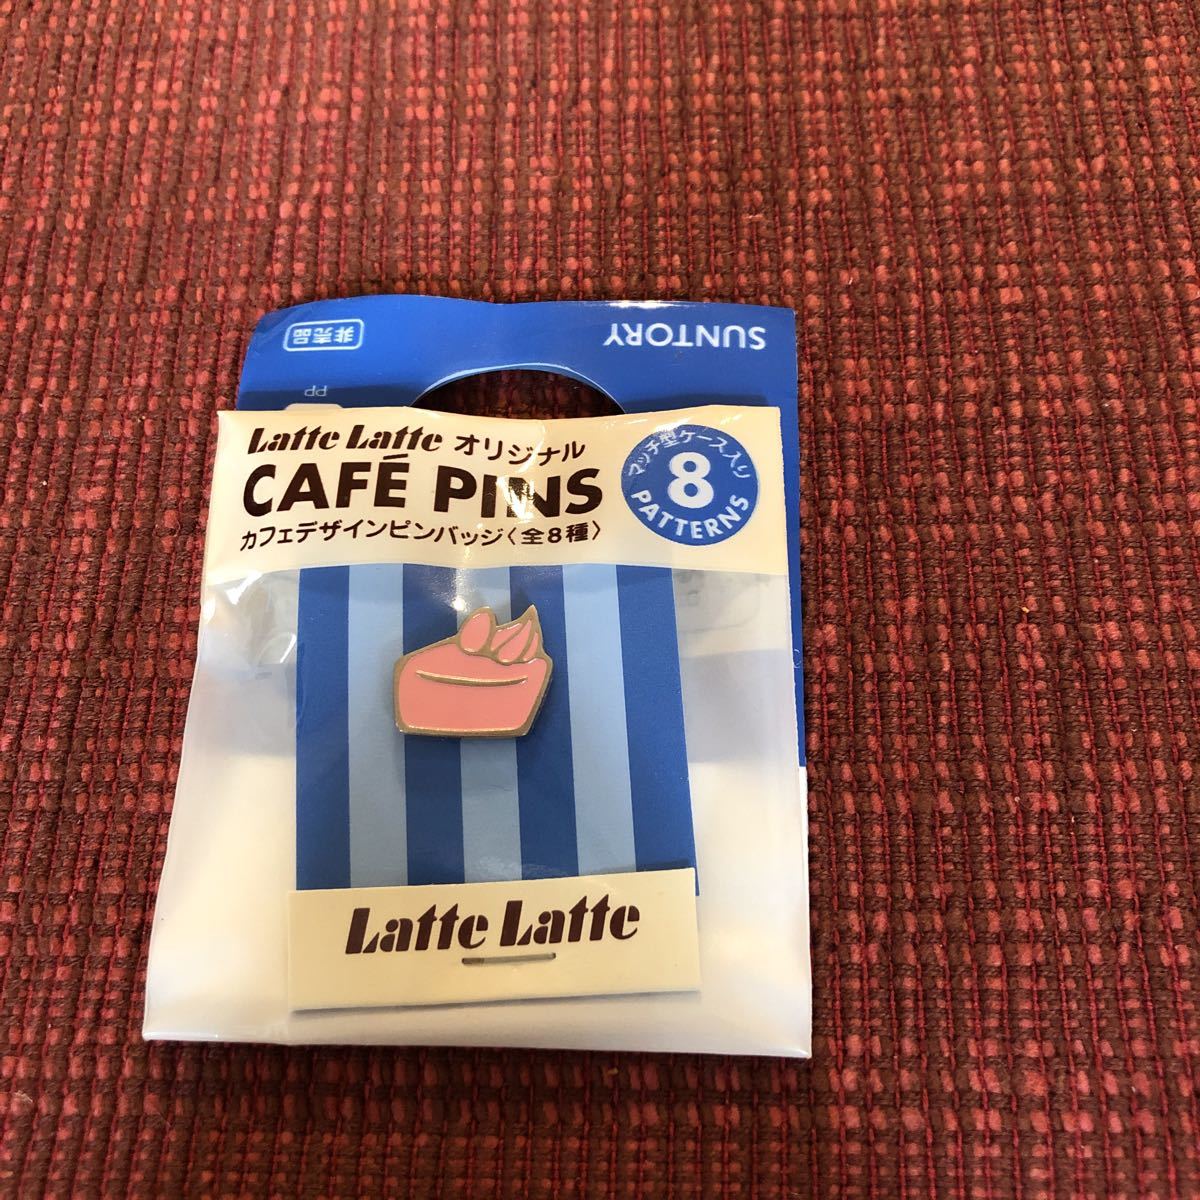 SUNTORY
非売品
PP
Latte Latte オリジナル
CAFÉ PINS
カフェデザインピンバッジ〈全8種〉
マッチ型ケース入り
8
PATTERNS
Latte Latte